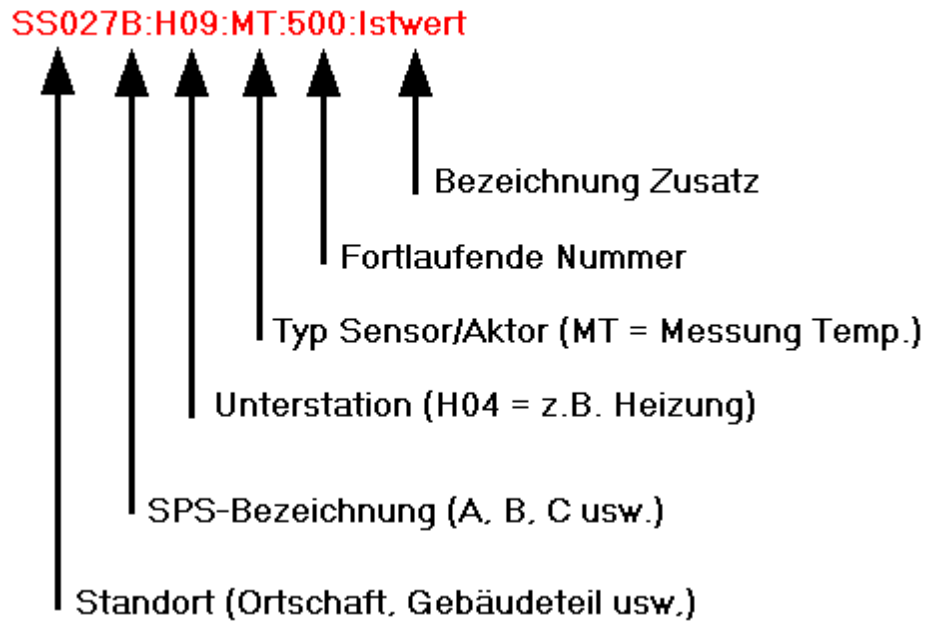 SS027B:H09:MT:500:Istwert
Bezeichnung Zusatz
Fortlaufende Nummer
Typ Sensor/Aktor (MT = Messung Temp.)
Unterstation (H04 = z.B. Heizung)
SPS-Bezeichnung (A, B, C usw.)
Standort (Ortschaft, Gebäudeteil usw,)